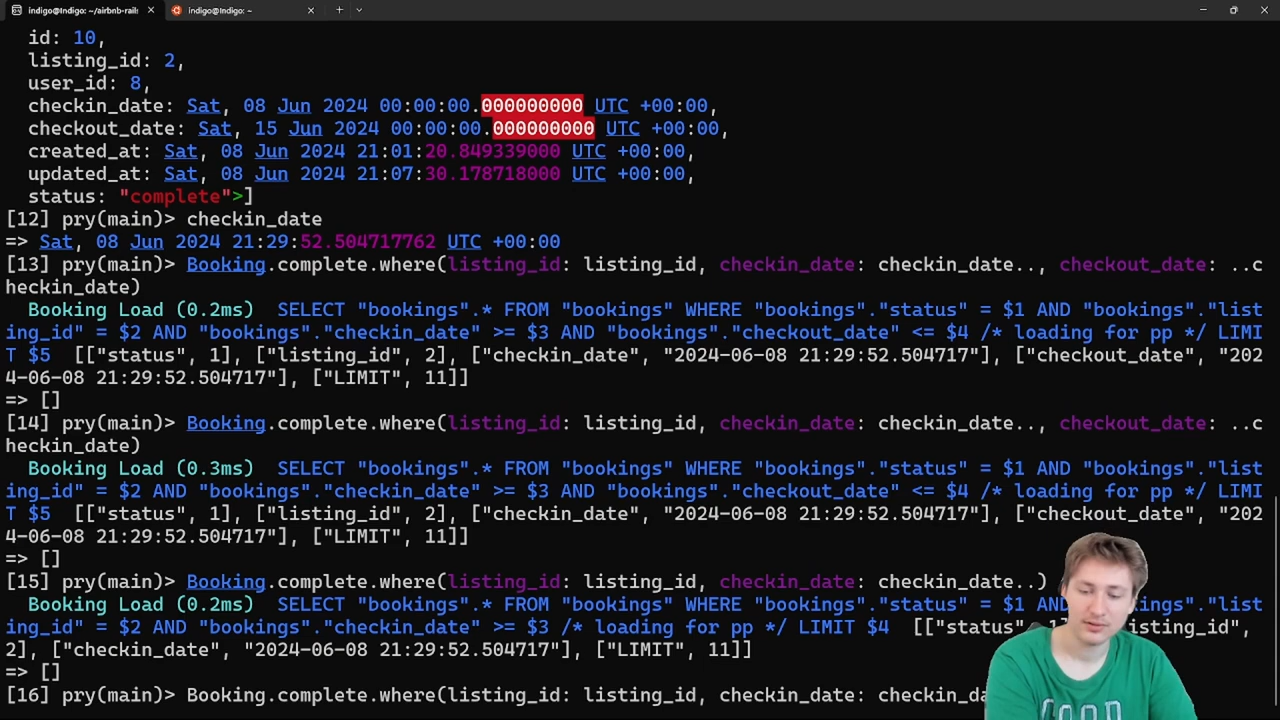 indigo@Indigo: ~/airbnb-rails
indigo@Indigo: ~
id: 10,
listing_id: 2,
user_id: 8,
checkin_date: Sat, 08 Jun 2024 00:00:00.000000000 UTC +00:00,
checkout_date: Sat, 15 Jun 2024 00:00:00.000000000 UTC +00:00,
created_at: Sat, 08 Jun 2024 21:01:20.849339000 UTC +00:00,
updated_at: Sat, 08 Jun 2024 21:07:30.178718000 UTC +00:00,
status: "complete">]
[12] pry(main)> checkin_date
=> Sat, 08 Jun 2024 21:29:52.504717762 UTC +00:00
[13] pry(main)> Booking.complete.where(listing_id: listing_id, checkin_date: checkin_date.., checkout_date: ..c
heckin_date)
Booking Load (0.2ms)  SELECT "bookings".* FROM "bookings" WHERE "bookings"."status" = $1 AND "bookings"."list
ing_id" = $2 AND "bookings"."checkin_date" >= $3 AND "bookings"."checkout_date" <= $4 /* loading for pp */ LIMI
T $5  [["status", 1], ["listing_id", 2], ["checkin_date", "2024-06-08 21:29:52.504717"], ["checkout_date", "202
4-06-08 21:29:52.504717"], ["LIMIT", 11]]
=> []
[14] pry(main)> Booking.complete.where(listing_id: listing_id, checkin_date: checkin_date.., checkout_date: ..c
heckin_date)
Booking Load (0.3ms)  SELECT "bookings".* FROM "bookings" WHERE "bookings"."status" = $1 AND "bookings"."list
ing_id" = $2 AND "bookings"."checkin_date" >= $3 AND "bookings"."checkout_date" <= $4 /* loading for pp */ LIMI
T $5  [["status", 1], ["listing_id", 2], ["checkin_date", "2024-06-08 21:29:52.504717"], ["checkout_date", "202
4-06-08 21:29:52.504717"], ["LIMIT", 11]]
=> []
[15] pry(main)> Booking.complete.where(listing_id: listing_id, checkin_date: checkin_date..)
Booking Load (0.2ms)  SELECT "bookings".* FROM "bookings" WHERE "bookings"."status" = $1 AND "bookings"."list
ing_id" = $2 AND "bookings"."checkin_date" >= $3 /* loading for pp */ LIMIT $4  [["status", 1], ["listing_id",
2], ["checkin_date", "2024-06-08 21:29:52.504717"], ["LIMIT", 11]]
=> []
[16] pry(main)> Booking.complete.where(listing_id: listing_id, checkin_date: checkin_da